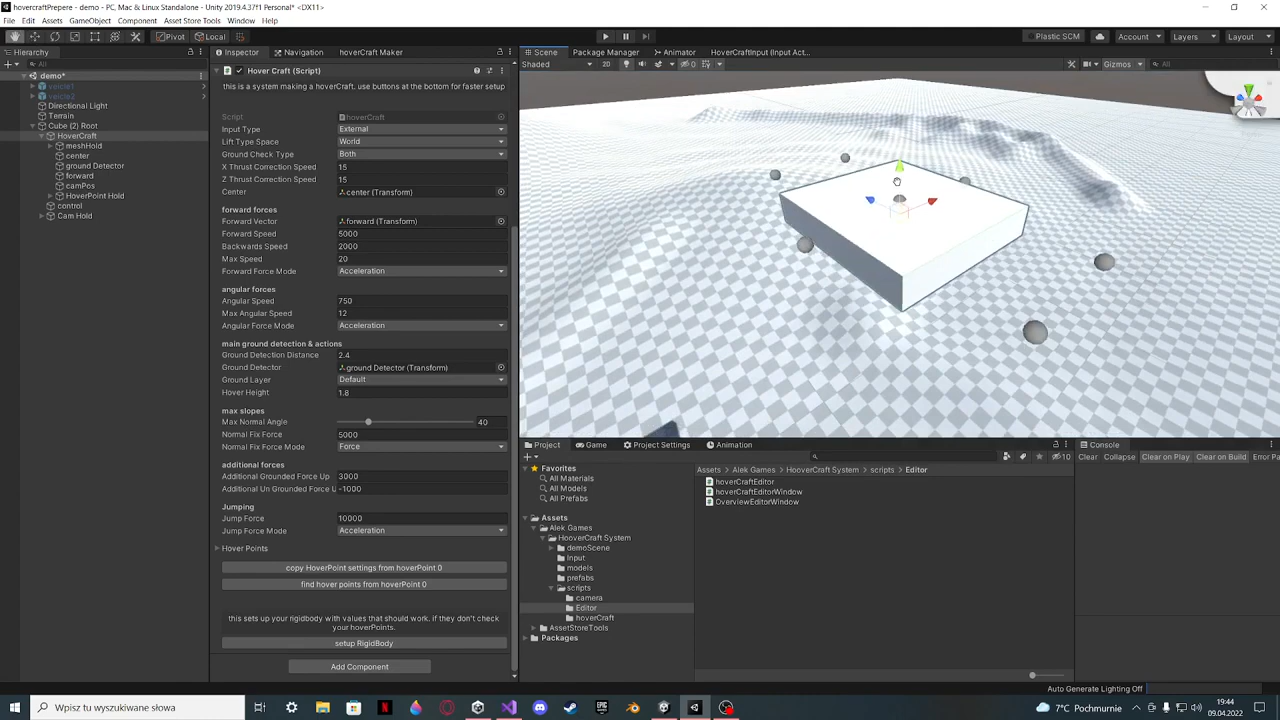 hovercraftPrepere - demo - PC, Mac & Linux Standalone - Unity 2019.4.37f1 Personal* <DX11>
File Edit Assets GameObject Component Asset Store Tools Window Help
Pivot Local
Plastic SCM Account Layers Layout
Hierarchy
All
demo*
veicle1
veicle2
Directional Light
Terrain
Cube (2) Root
HoverCraft
meshHold
center
ground Detector
forward
camPos
HoverPoint Hold
control
Cam Hold
Inspector Navigation hoverCraft Maker
Hover Craft (Script)
this is a system making a hoverCraft. use buttons at the bottom for faster setup
Script hoverCraft
Input Type External
Lift Type Space World
Ground Check Type Both
X Thrust Correction Speed 15
Z Thrust Correction Speed 15
Center center (Transform)
forward forces
Forward Vector forward (Transform)
Forward Speed 5000
Backwards Speed 2000
Max Speed 20
Forward Force Mode Acceleration
angular forces
Angular Speed 750
Max Angular Speed 12
Angular Force Mode Acceleration
main ground detection & actions
Ground Detection Distance 2.4
Ground Detector ground Detector (Transform)
Ground Layer Default
Hover Height 1.8
max slopes
Max Normal Angle 40
Normal Fix Force 5000
Normal Fix Force Mode Force
additional forces
Additional Grounded Force Up 3000
Additional Un Grounded Force U -1000
Jumping
Jump Force 10000
Jump Force Mode Acceleration
Hover Points
copy HoverPoint settings from hoverPoint 0
find hover points from hoverPoint 0
this sets up your rigidbody with values that should work. if they don't check
your hoverPoints.
setup RigidBody
Add Component
Scene Package Manager Animator HoverCraftInput (Input Act...
Shaded 2D 0 Gizmos All
Project Game Project Settings Animation
10
Favorites
All Materials
All Models
All Prefabs
Assets
Alek Games
HooverCraft System
demoScene
Input
models
prefabs
scripts
camera
Editor
hoverCraft
AssetStoreTools
Packages
Assets Alek Games HooverCraft System scripts Editor
hoverCraftEditor
hoverCraftEditorWindow
OverviewEditorWindow
Console
Clear Collapse Clear on Play Clear on Build Error Pa
Auto Generate Lighting Off
Wpisz tu wyszukiwane słowa
7°C Pochmurnie
19:44
09.04.2022